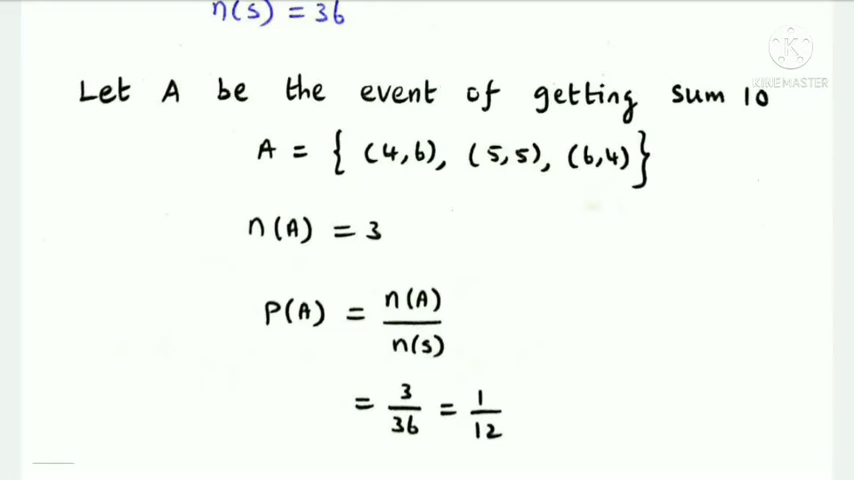 n(s) = 36
KINEMASTER
Let A be the event of getting sum 10
A = { (4,6), (5,5), (6,4) }
n(A) = 3
P(A) = n(A) / n(s)
= 3/36 = 1/12